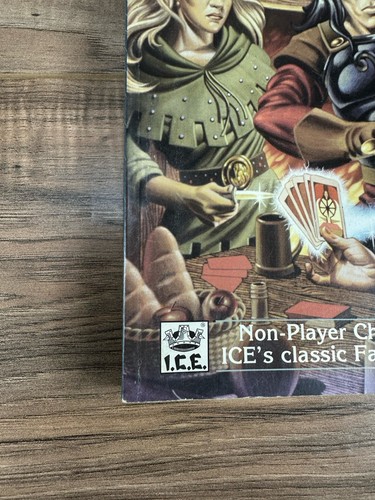 Non-Player Ch
ICE's classic Fa
I.C.E.